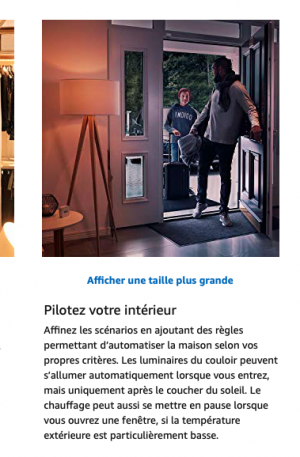 INDIGO
Afficher une taille plus grande
Pilotez votre intérieur
Affinez les scénarios en ajoutant des règles
permettant d'automatiser la maison selon vos
propres critères. Les luminaires du couloir peuvent
s'allumer automatiquement lorsque vous entrez,
mais uniquement après le coucher du soleil. Le
chauffage peut aussi se mettre en pause lorsque
vous ouvrez une fenêtre, si la température
extérieure est particulièrement basse.